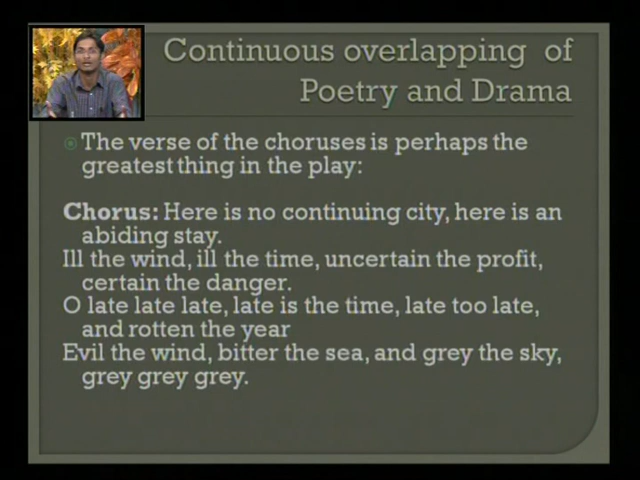 Continuous overlapping of
Poetry and Drama
The verse of the choruses is perhaps the
greatest thing in the play:
Chorus: Here is no continuing city, here is an
abiding stay.
Ill the wind, ill the time, uncertain the profit,
certain the danger.
O late late late, late is the time, late too late,
and rotten the year
Evil the wind, bitter the sea, and grey the sky,
grey grey grey.